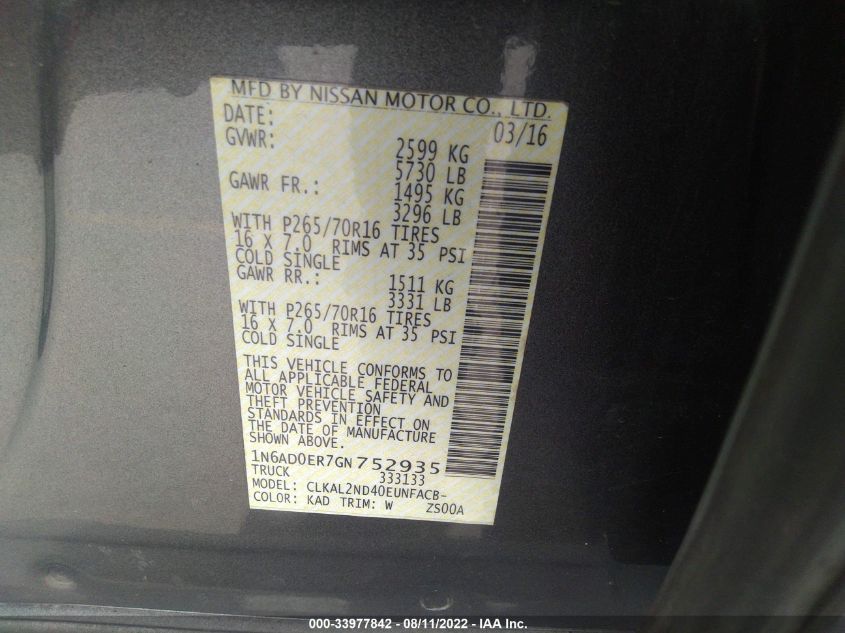 MFD BY NISSAN MOTOR CO., LTD.
DATE: 03/16
GVWR: 2599 KG
5730 LB
GAWR FR.: 1495 KG
3296 LB
WITH P265/70R16 TIRES
16 X 7.0 RIMS AT 35 PSI
COLD SINGLE
GAWR RR.: 1511 KG
3331 LB
WITH P265/70R16 TIRES
16 X 7.0 RIMS AT 35 PSI
COLD SINGLE
THIS VEHICLE CONFORMS TO
ALL APPLICABLE FEDERAL
MOTOR VEHICLE SAFETY AND
THEFT PREVENTION
STANDARDS IN EFFECT ON
THE DATE OF MANUFACTURE
SHOWN ABOVE.
1N6AD0ER7GN752935
TRUCK 333133
MODEL: CLKAL2ND40EUNFACB-
COLOR: KAD TRIM: W ZS00A
000-33977842 - 08/11/2022 - IAA Inc.